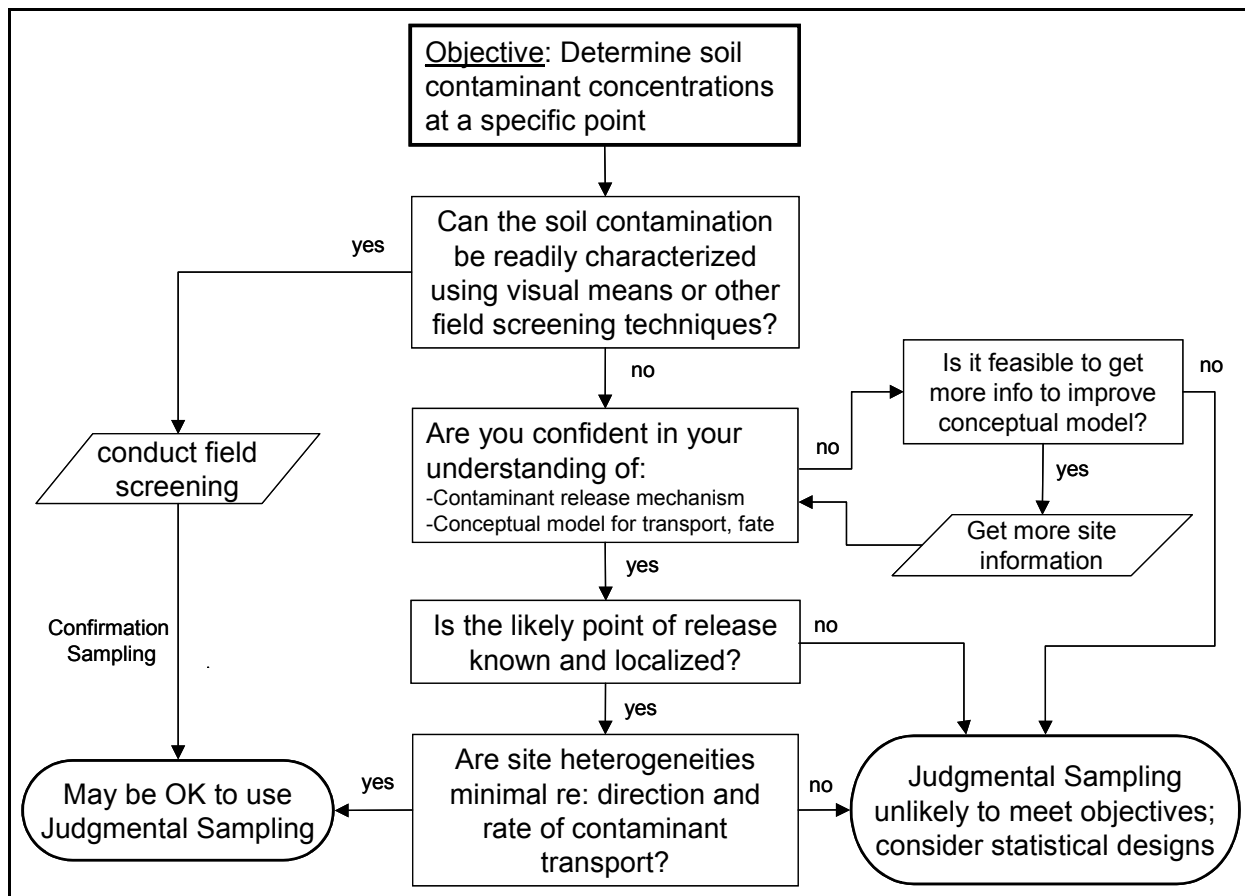 Objective: Determine soil
contaminant concentrations
at a specific point
Can the soil contamination
be readily characterized
using visual means or other
field screening techniques?
yes
no
Is it feasible to get
more info to improve
conceptual model?
no
yes
Get more site
information
conduct field
screening
Are you confident in your
understanding of:
-Contaminant release mechanism
-Conceptual model for transport, fate
no
yes
Confirmation
Sampling
Is the likely point of release
known and localized?
no
yes
May be OK to use
Judgmental Sampling
yes
Are site heterogeneities
minimal re: direction and
rate of contaminant
transport?
no
Judgmental Sampling
unlikely to meet objectives;
consider statistical designs